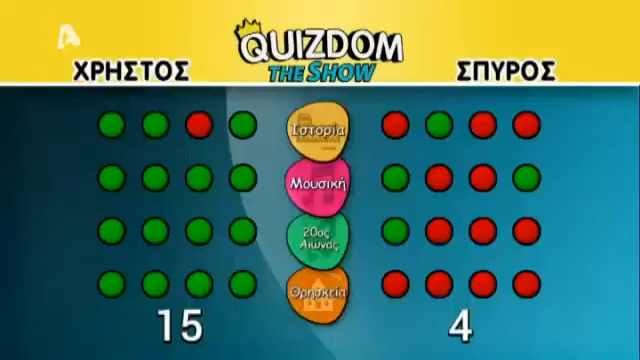 QUIZDOM
THE SHOW
ΧΡΗΣΤΟΣ
ΣΠΥΡΟΣ
Ιστορία
Μουσική
20ος
Αιώνας
Θρησκεία
15
4